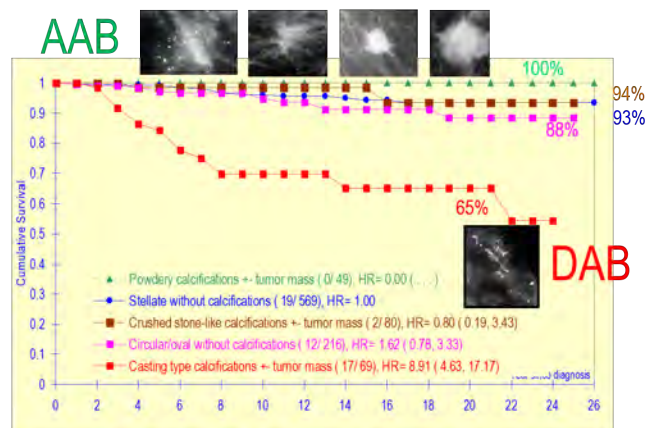 AAB
100%
94%
93%
88%
65%
DAB
Cumulative Survival
1
0.9
0.8
0.7
0.6
0.5
0.4
0.3
0.2
0.1
0
Powdery calcifications +- tumor mass ( 0/ 49), HR= 0.00 ( . , . )
Stellate without calcifications ( 19/ 569), HR= 1.00
Crushed stone-like calcifications +- tumor mass ( 2/ 80), HR= 0.80 ( 0.19, 3.43)
Circular/oval without calcifications ( 12/ 216), HR= 1.62 ( 0.78, 3.33)
Casting type calcifications +- tumor mass ( 17/ 69), HR= 8.91 ( 4.63, 17.17)
diagnosis
0 2 4 6 8 10 12 14 16 18 20 22 24 26